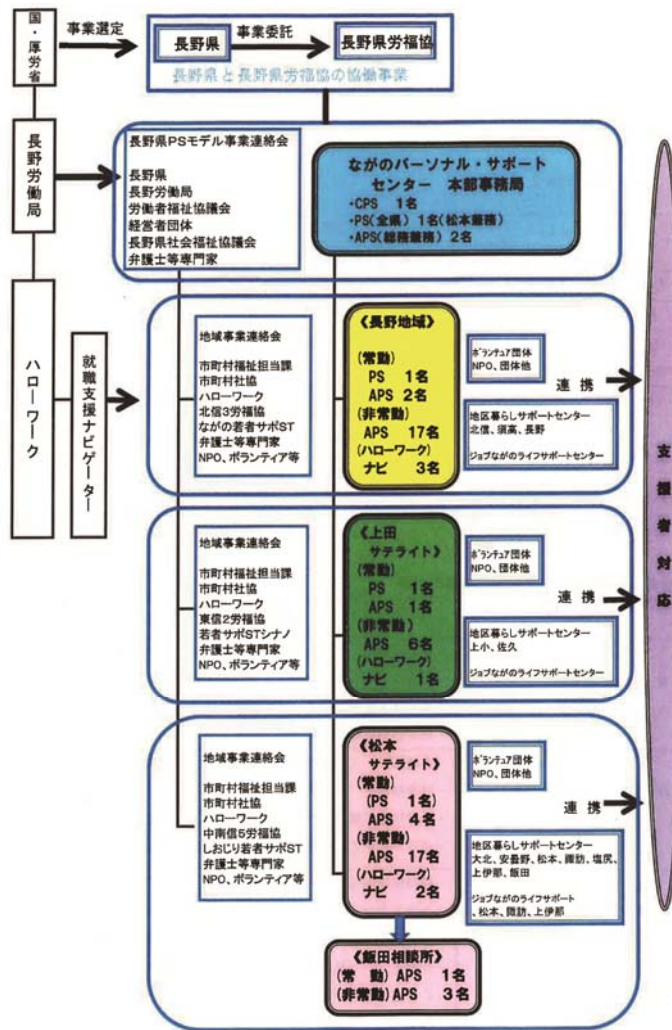 国・厚労省
事業選定
長野県
事業委託
長野県労福協
長野県と長野県労福協の協働事業
長野労働局
長野県PSモデル事業連絡会
長野県
長野労働局
労働者福祉協議会
経営者団体
長野県社会福祉協議会
弁護士等専門家
ながのパーソナル・サポート
センター 本部事務局
・CPS 1名
・PS(全県) 1名(松本兼務)
・APS(総務兼務) 2名
ハローワーク
就職支援ナビゲーター
地域事業連絡会
市町村福祉担当課
市町村社協
ハローワーク
北信3労福協
ながの若者サポST
弁護士等専門家
NPO、ボランティア等
《長野地域》
(常勤)
PS 1名
APS 2名
(非常勤)
APS 17名
(ハローワーク)
ナビ 3名
ボランテュア団体
NPO、団体他
連携
地区暮らしサポートセンター
北信、須高、長野
ジョブながのライフサポートセンター
支援者対応
地域事業連絡会
市町村福祉担当課
市町村社協
ハローワーク
東信2労福協
若者サポSTシナノ
弁護士等専門家
NPO、ボランティア等
《上田
サテライト》
(常勤)
PS 1名
APS 1名
(非常勤)
APS 6名
(ハローワーク)
ナビ 1名
ボランテュア団体
NPO、団体他
連携
地区暮らしサポートセンター
上小、佐久
ジョブながのライフサポートセンター
地域事業連絡会
市町村福祉担当課
市町村社協
ハローワーク
中南信5労福協
しおじり若者サポST
弁護士等専門家
NPO、ボランティア等
《松本
サテライト》
(常勤)
(PS 1名)
APS 4名
(非常勤)
APS 17名
(ハローワーク)
ナビ 2名
ボランテュア団体
NPO、団体他
連携
地区暮らしサポートセンター
大北、安曇野、松本、諏訪、塩尻、
上伊那、飯田
ジョブながのライフサポート
、松本、諏訪、上伊那
《飯田相談所》
(常 勤) APS 1名
(非常勤) APS 3名